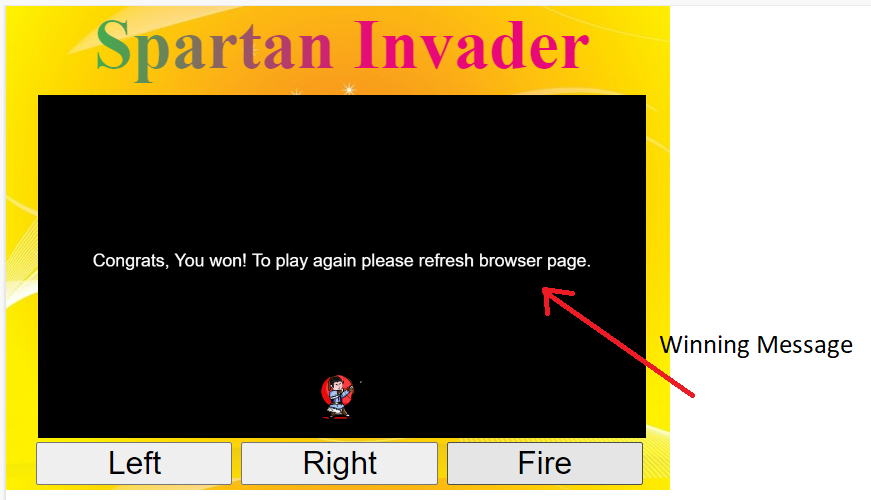 Spartan Invader
Congrats, You won! To play again please refresh browser page.
Winning Message
Left Right Fire